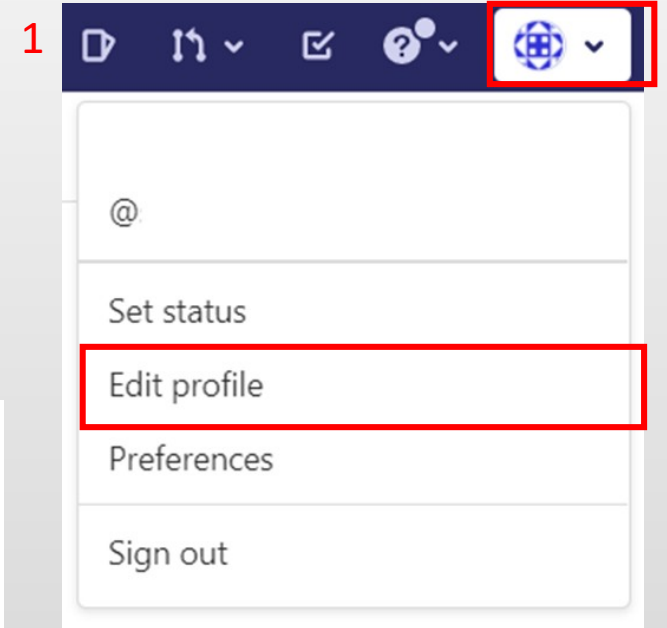 1
?
@
Set status
Edit profile
Preferences
Sign out